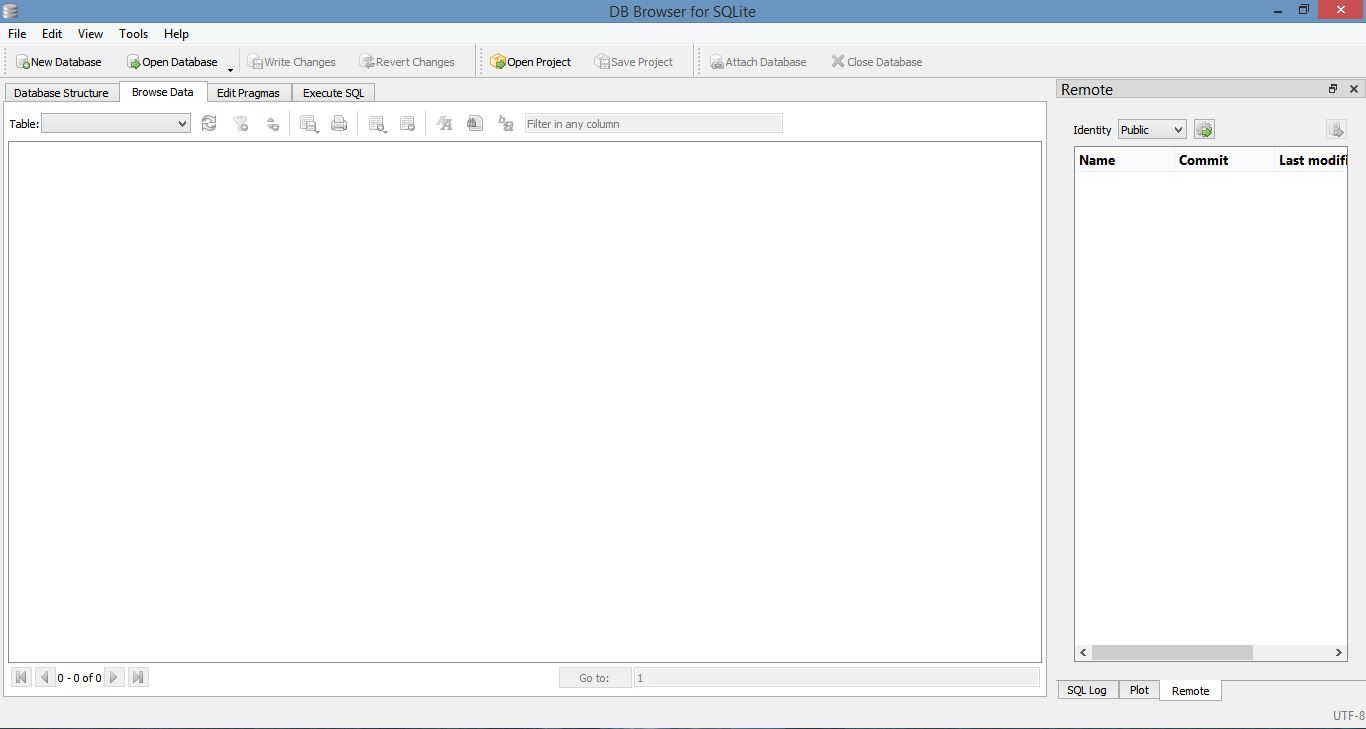 DB Browser for SQLite
File Edit View Tools Help
New Database Open Database Write Changes Revert Changes Open Project Save Project Attach Database Close Database
Database Structure Browse Data Edit Pragmas Execute SQL
Table: Filter in any column
0 - 0 of 0 Go to: 1
Remote
Identity Public
Name Commit Last modifi
SQL Log Plot Remote
UTF-8